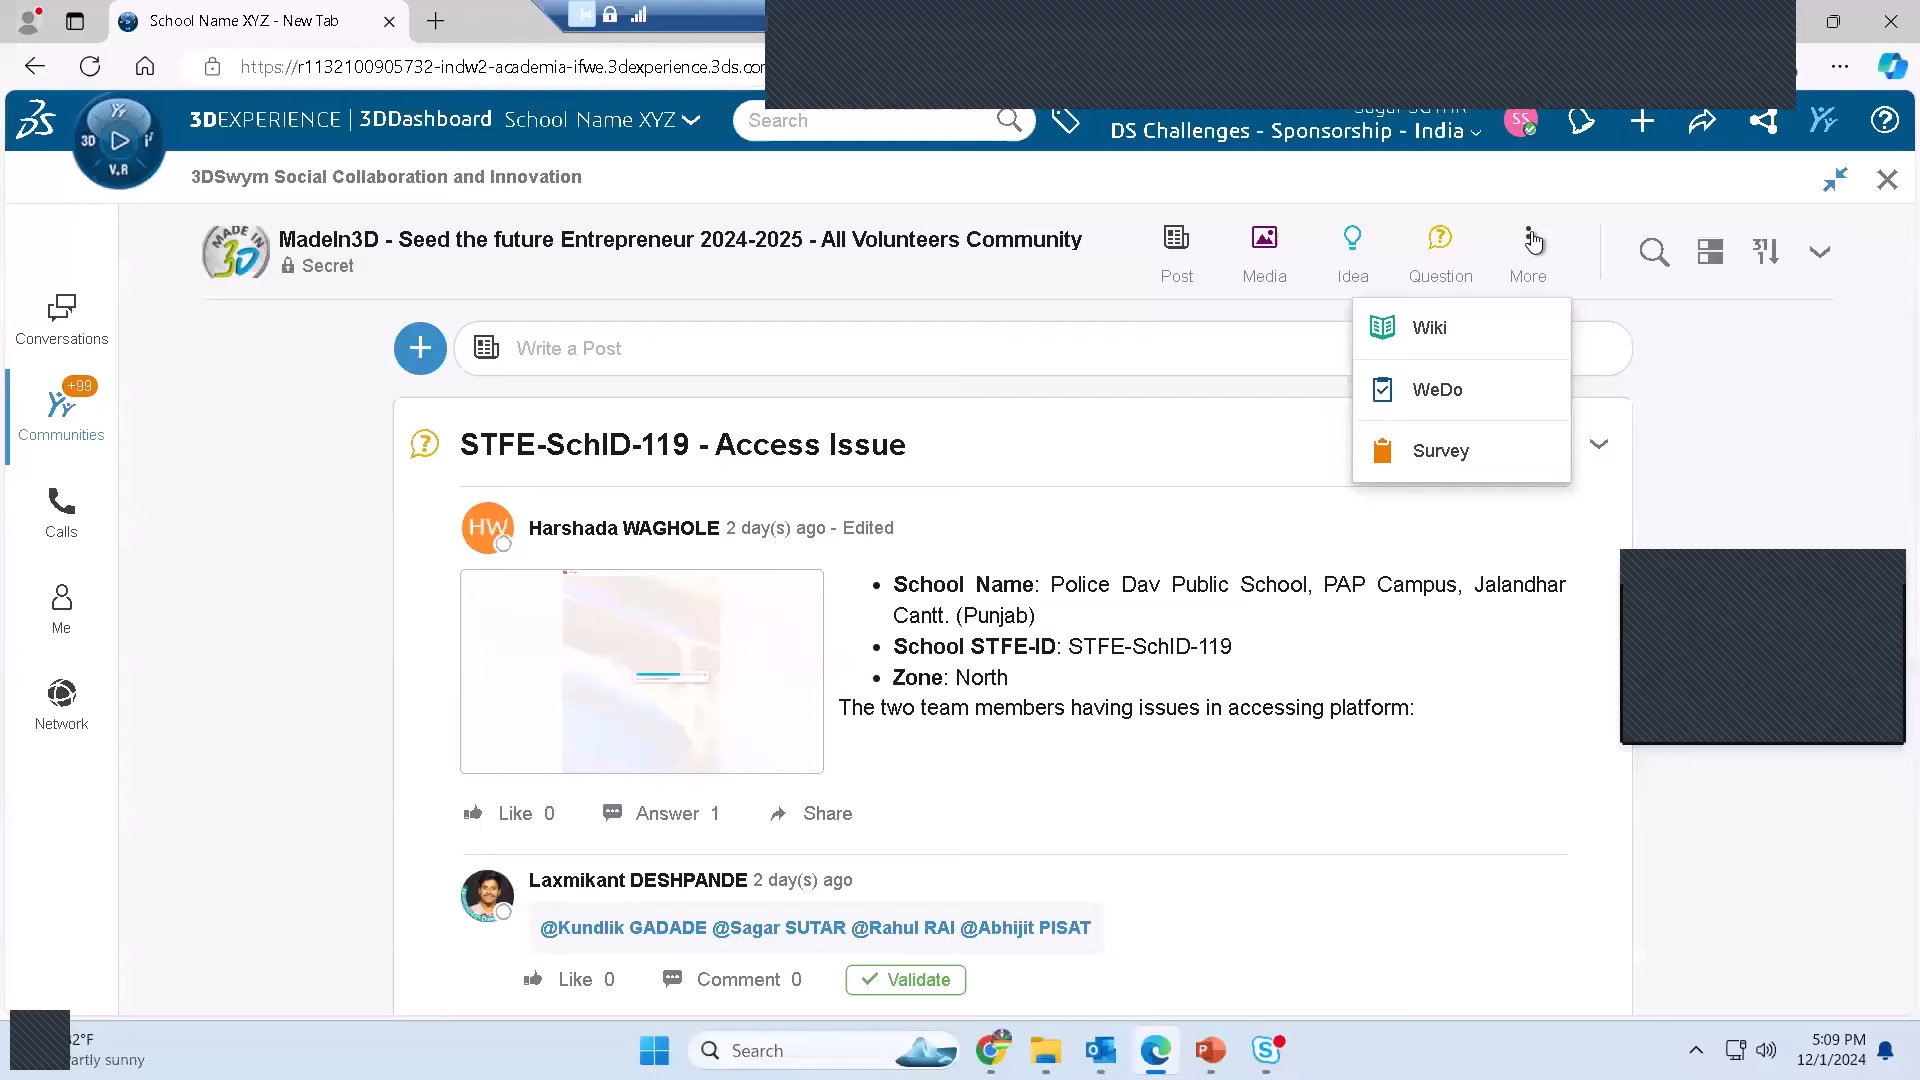 School Name XYZ - New Tab
https://r1132100905732-indw2-academia-ifwe.3dexperience.3ds.com
3DEXPERIENCE | 3DDashboard School Name XYZ
Search
DS Challenges - Sponsorship - India
SS
3D
V.R
3DSwym Social Collaboration and Innovation
MADE IN
3D
MadeIn3D - Seed the future Entrepreneur 2024-2025 - All Volunteers Community
Secret
Post
Media
Idea
Question
More
31
Wiki
WeDo
Survey
Conversations
+99
Communities
Calls
Me
Network
Write a Post
STFE-SchID-119 - Access Issue
HW
Harshada WAGHOLE 2 day(s) ago - Edited
• School Name: Police Dav Public School, PAP Campus, Jalandhar
Cantt. (Punjab)
• School STFE-ID: STFE-SchID-119
• Zone: North
The two team members having issues in accessing platform:
Like 0
Answer 1
Share
Laxmikant DESHPANDE 2 day(s) ago
@Kundlik GADADE @Sagar SUTAR @Rahul RAI @Abhijit PISAT
Like 0
Comment 0
Validate
2°F
artly sunny
Search
5:09 PM
12/1/2024